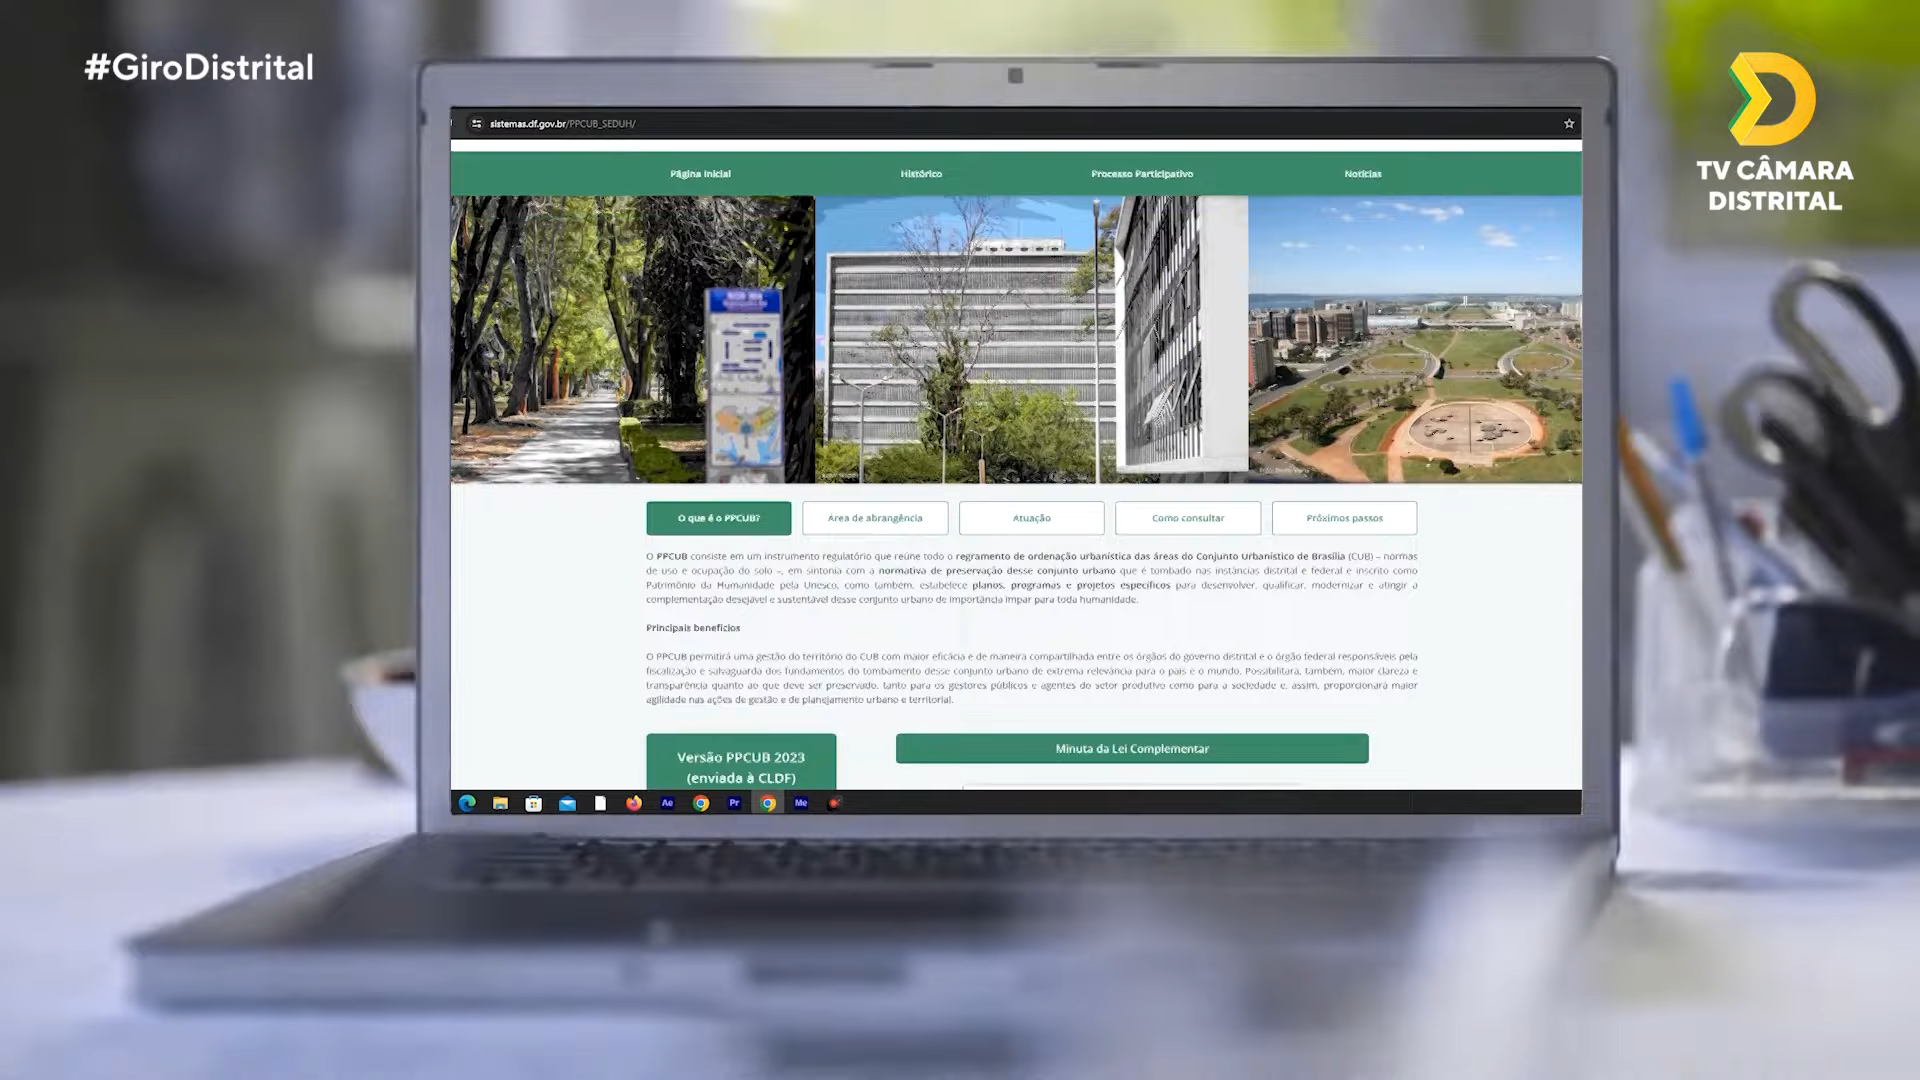 #GiroDistrital
TV CÂMARA
DISTRITAL
sistemas.df.gov.br/PPCUB_SEDUH/
Página Inicial
Histórico
Processo Participativo
Notícias
O que é o PPCUB?
Área de abrangência
Atuação
Como consultar
Próximos passos
O PPCUB consiste em um instrumento regulatório que reúne todo o regramento de ordenação urbanística das áreas do Conjunto Urbanístico de Brasília (CUB) – normas
de uso e ocupação do solo –, em sintonia com a normativa de preservação desse conjunto urbano que é tombado nas instâncias distrital e federal e inscrito como
Patrimônio da Humanidade pela Unesco, como também, estabelece planos, programas e projetos específicos para desenvolver, qualificar, modernizar e atingir a
complementação desejável e sustentável desse conjunto urbano de importância ímpar para toda humanidade.
Principais benefícios
O PPCUB permitirá uma gestão do território do CUB com maior eficácia e de maneira compartilhada entre os órgãos do governo distrital e o órgão federal responsáveis pela
fiscalização e salvaguarda dos fundamentos do tombamento desse conjunto urbano de extrema relevância para o país e o mundo. Possibilitará, também, maior clareza e
transparência quanto ao que deve ser preservado, tanto para os gestores públicos e agentes do setor produtivo como para a sociedade e, assim, proporcionará maior
agilidade nas ações de gestão e de planejamento urbano e territorial.
Versão PPCUB 2023
(enviada à CLDF)
Minuta da Lei Complementar
Ae
Pr
Me